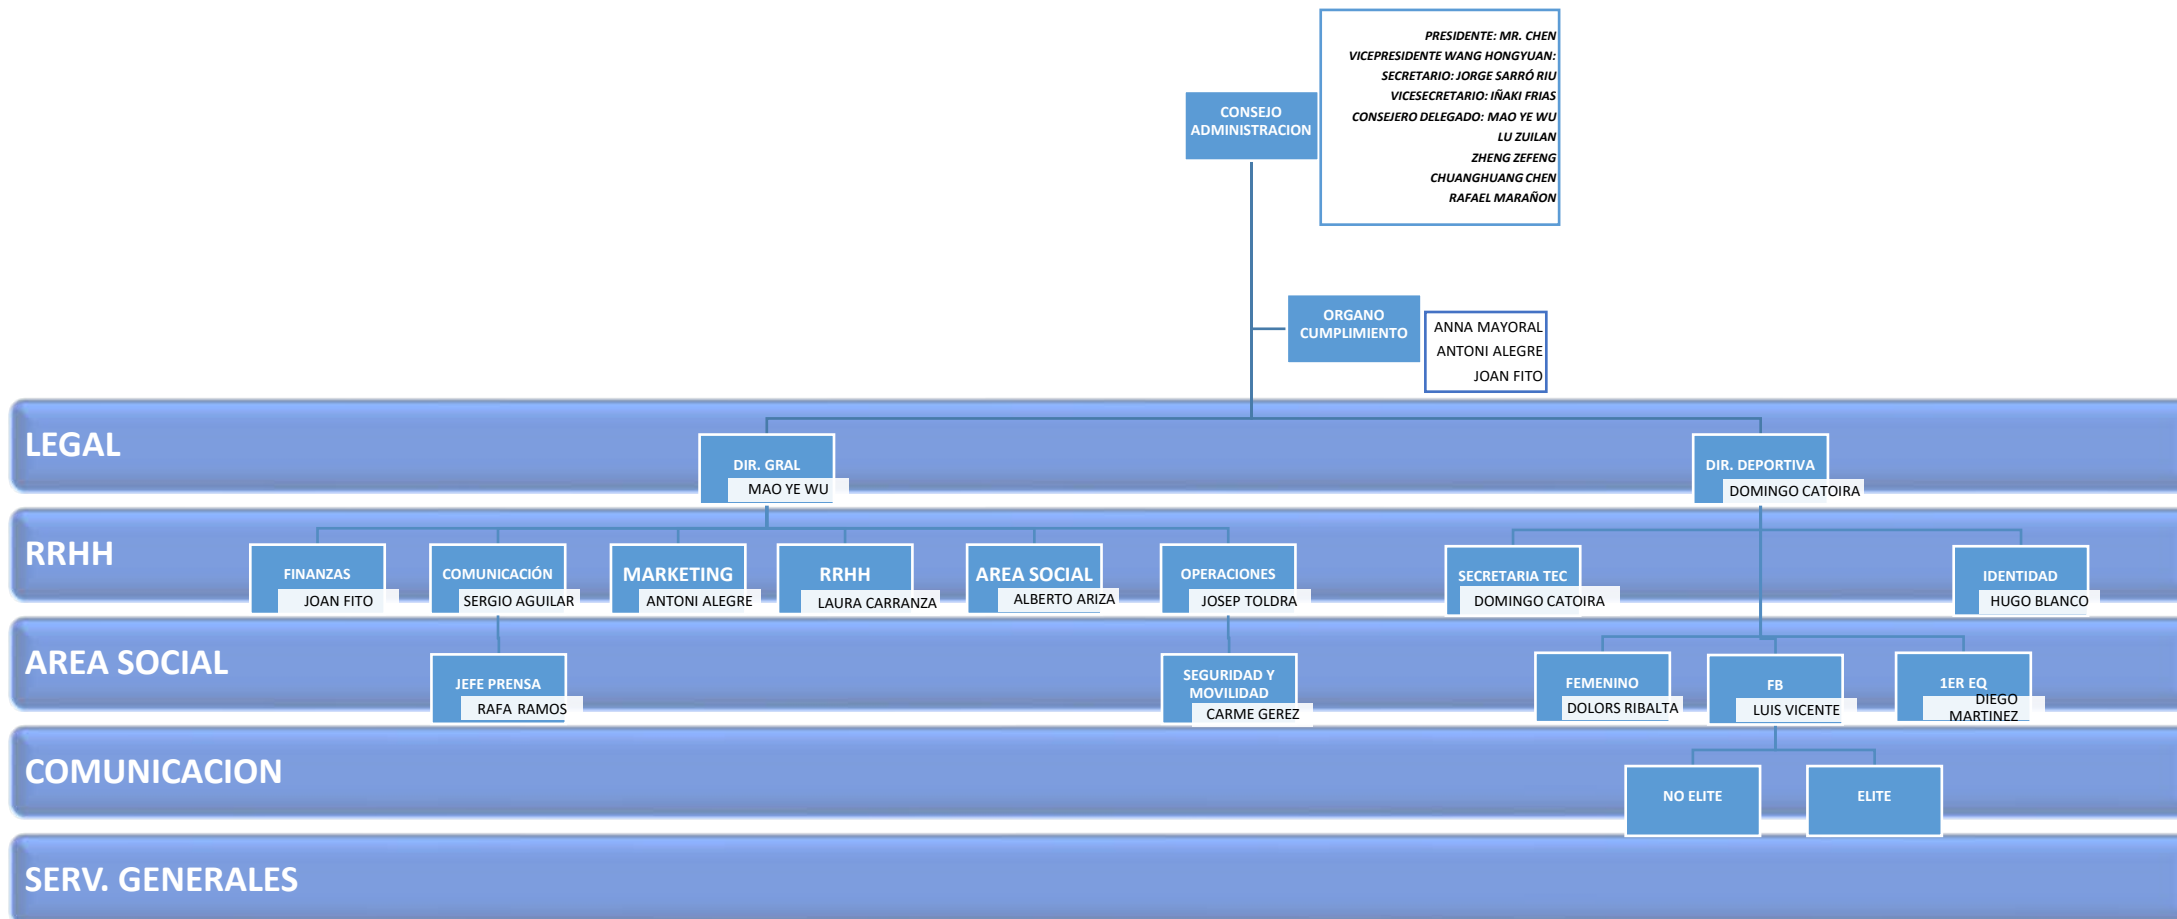 PRESIDENTE: MR. CHEN
VICEPRESIDENTE WANG HONGYUAN:
SECRETARIO: JORGE SARRÓ RIU
VICESECRETARIO: IÑAKI FRIAS
CONSEJERO DELEGADO: MAO YE WU
LU ZUILAN
ZHENG ZEFENG
CHUANGHUANG CHEN
RAFAEL MARAÑON
CONSEJO
ADMINISTRACION
ORGANO
CUMPLIMIENTO
ANNA MAYORAL
ANTONI ALEGRE
JOAN FITO
LEGAL
DIR. GRAL
MAO YE WU
DIR. DEPORTIVA
DOMINGO CATOIRA
RRHH
FINANZAS
JOAN FITO
COMUNICACIÓN
SERGIO AGUILAR
MARKETING
ANTONI ALEGRE
RRHH
LAURA CARRANZA
AREA SOCIAL
ALBERTO ARIZA
OPERACIONES
JOSEP TOLDRA
SECRETARIA TEC
DOMINGO CATOIRA
IDENTIDAD
HUGO BLANCO
AREA SOCIAL
JEFE PRENSA
RAFA RAMOS
SEGURIDAD Y
MOVILIDAD
CARME GEREZ
FEMENINO
DOLORS RIBALTA
FB
LUIS VICENTE
1ER EQ
DIEGO
MARTINEZ
COMUNICACION
NO ELITE
ELITE
SERV. GENERALES